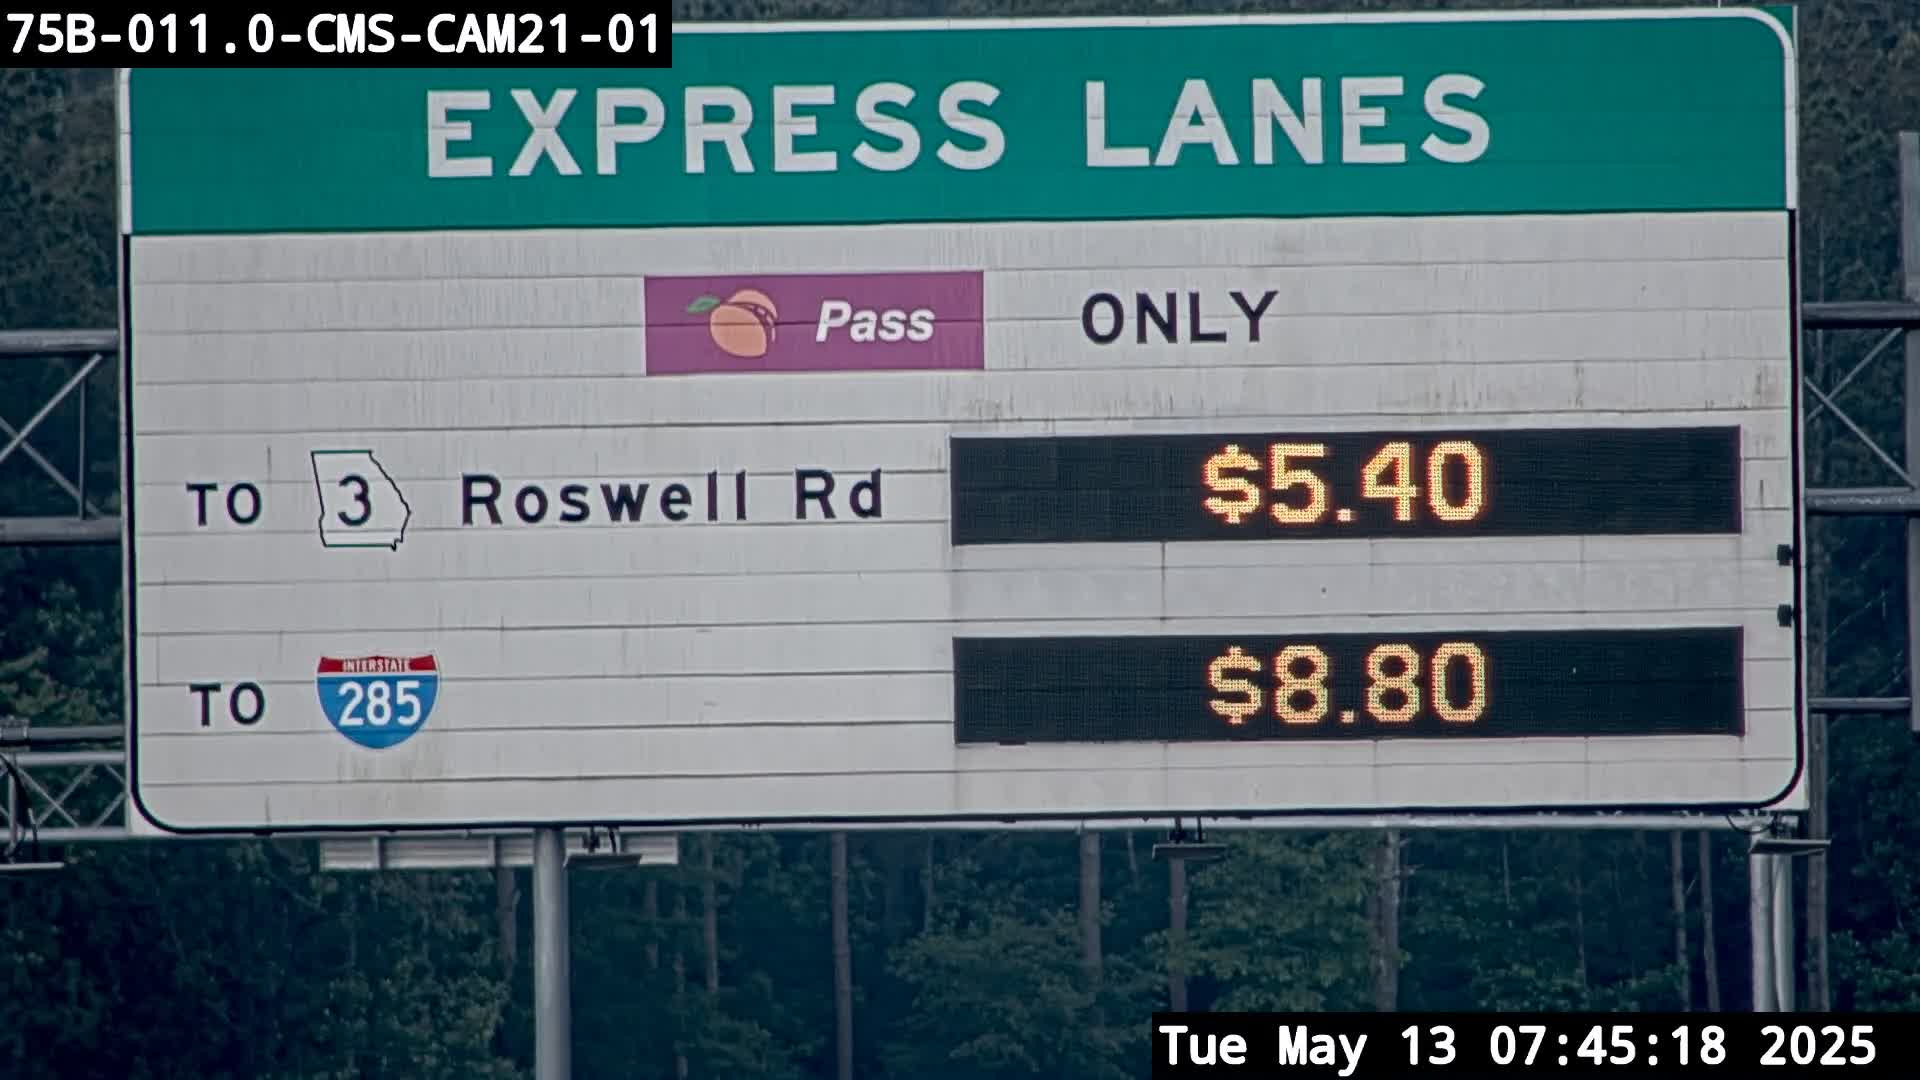 75B-011.0-CMS-CAM21-01
EXPRESS LANES
Pass ONLY
TO 3 Roswell Rd $5.40
INTERSTATE
TO 285 $8.80
Tue May 13 07:45:18 2025